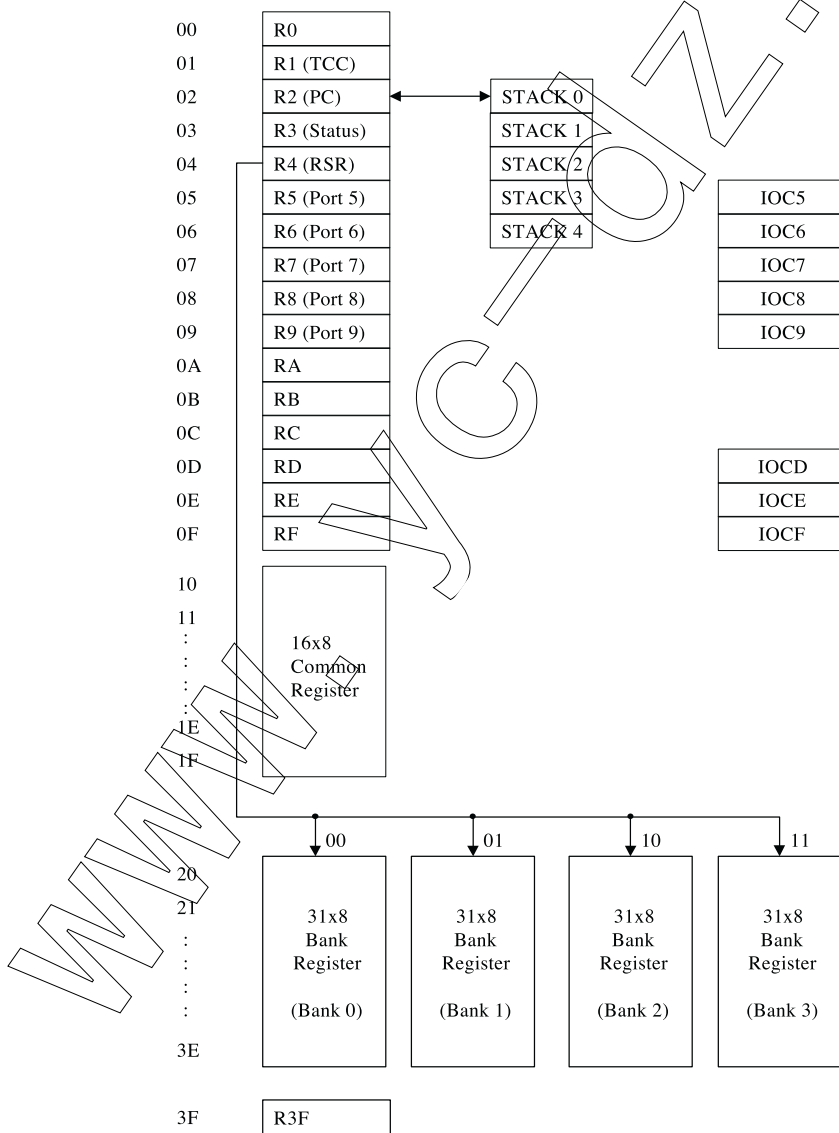 00 R0
01 R1 (TCC)
02 R2 (PC) STACK 0
03 R3 (Status) STACK 1
04 R4 (RSR) STACK 2
05 R5 (Port 5) STACK 3 IOC5
06 R6 (Port 6) STACK 4 IOC6
07 R7 (Port 7) IOC7
08 R8 (Port 8) IOC8
09 R9 (Port 9) IOC9
0A RA
0B RB
0C RC
0D RD IOCD
0E RE IOCE
0F RF IOCF
10
11
:
:
:
:
1E
1F
16x8
Common
Register
00 01 10 11
20
21
:
:
:
:
3E
31x8
Bank
Register
(Bank 0)
31x8
Bank
Register
(Bank 1)
31x8
Bank
Register
(Bank 2)
31x8
Bank
Register
(Bank 3)
3F R3F
www.yc-dz.